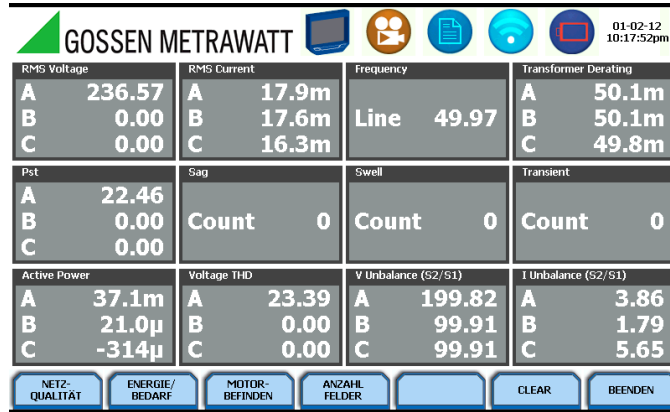 GOSSEN METRAWATT
01-02-12
10:17:52pm
RMS Voltage
A 236.57
B 0.00
C 0.00
RMS Current
A 17.9m
B 17.6m
C 16.3m
Frequency
Line 49.97
Transformer Derating
A 50.1m
B 50.1m
C 49.8m
Pst
A 22.46
B 0.00
C 0.00
Sag
Count 0
Swell
Count 0
Transient
Count 0
Active Power
A 37.1m
B 21.0µ
C -314µ
Voltage THD
A 23.39
B 0.00
C 0.00
V Unbalance (S2/S1)
A 199.82
B 99.91
C 99.91
I Unbalance (S2/S1)
A 3.86
B 1.79
C 5.65
NETZ-
QUALITÄT
ENERGIE/
BEDARF
MOTOR-
BEFINDEN
ANZAHL
FELDER
CLEAR
BEENDEN